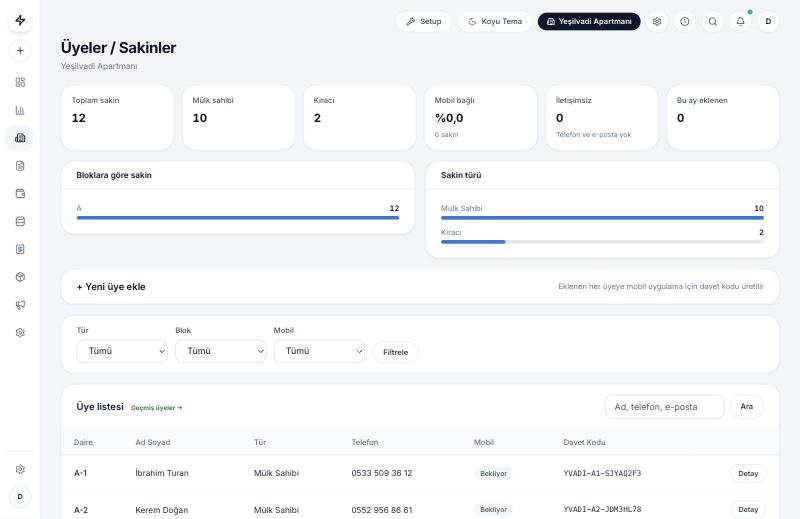 Setup
Koyu Tema
Yeşilvadi Apartmanı
D
Üyeler / Sakinler
Yeşilvadi Apartmanı
Toplam sakin
12
Mülk sahibi
10
Kiracı
2
Mobil bağlı
%0,0
0 sakin
İletişimsiz
0
Telefon ve e-posta yok
Bu ay eklenen
0
Bloklara göre sakin
A 12
Sakin türü
Mülk Sahibi 10
Kiracı 2
+ Yeni üye ekle
Eklenen her üyeye mobil uygulama için davet kodu üretilir
Tür Blok Mobil
Tümü Tümü Tümü Filtrele
Üye listesi Geçmiş üyeler → Ad, telefon, e-posta Ara
Daire Ad Soyad Tür Telefon Mobil Davet Kodu
A-1 İbrahim Turan Mülk Sahibi 0533 509 36 12 Bekliyor YVADI-A1-SJYAQ2F3 Detay
A-2 Kerem Doğan Mülk Sahibi 0552 956 86 61 Bekliyor YVADI-A2-JDM3HL78 Detay
D